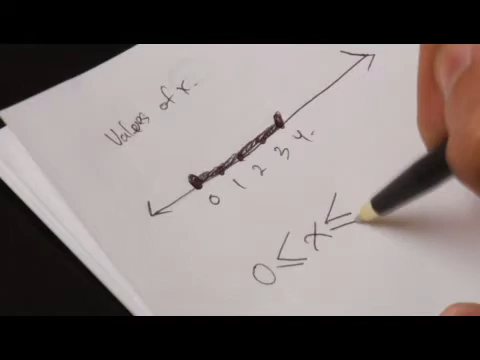 Values of x.
0 1 2 3 4.
0 ≤ x ≤